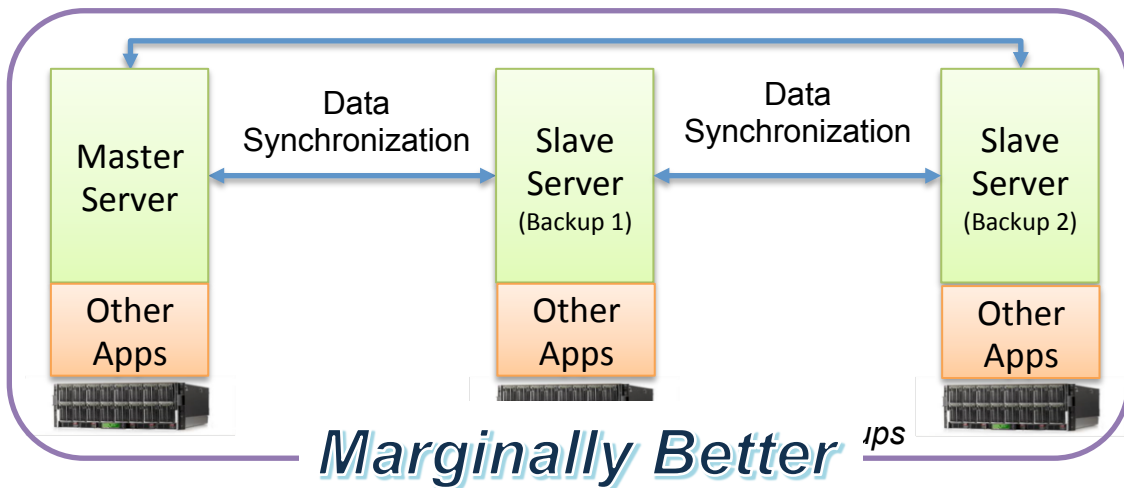 Data
Synchronization
Data
Synchronization
Master
Server
Slave
Server
(Backup 1)
Slave
Server
(Backup 2)
Other
Apps
Other
Apps
Other
Apps
Marginally Better